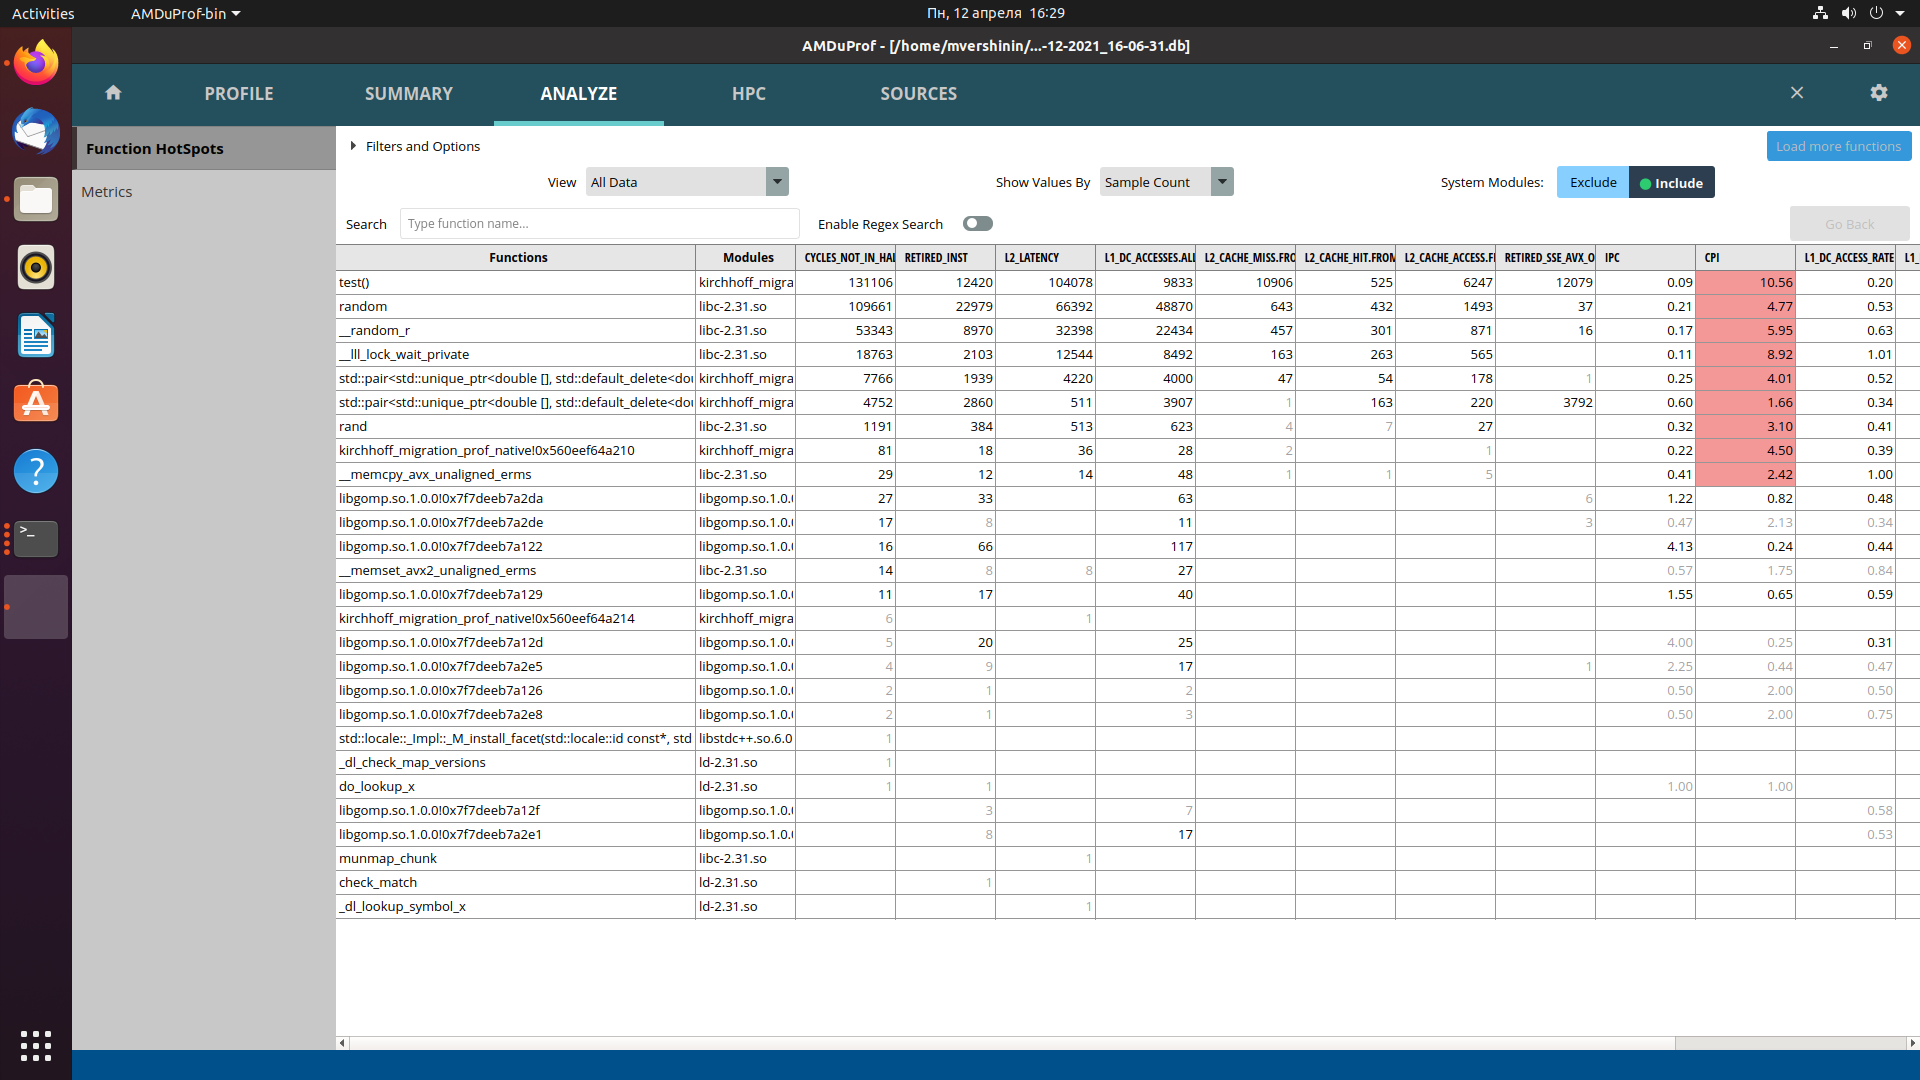 Activities AMDuProf-bin Пн, 12 апреля 16:29
AMDuProf - [/home/mvershinin/...-12-2021_16-06-31.db]
PROFILE SUMMARY ANALYZE HPC SOURCES
Function HotSpots
Metrics
Filters and Options Load more functions
View All Data Show Values By Sample Count System Modules: Exclude Include
Search Type function name... Enable Regex Search Go Back
Functions Modules CYCLES_NOT_IN_HAL RETIRED_INST L2_LATENCY L1_DC_ACCESSES.ALL L2_CACHE_MISS.FRO L2_CACHE_HIT.FROM L2_CACHE_ACCESS.F RETIRED_SSE_AVX_O IPC CPI L1_DC_ACCESS_RATE L1_
test() kirchhoff_migra 131106 12420 104078 9833 10906 525 6247 12079 0.09 10.56 0.20
random libc-2.31.so 109661 22979 66392 48870 643 432 1493 37 0.21 4.77 0.53
__random_r libc-2.31.so 53343 8970 32398 22434 457 301 871 16 0.17 5.95 0.63
__lll_lock_wait_private libc-2.31.so 18763 2103 12544 8492 163 263 565 0.11 8.92 1.01
std::pair<std::unique_ptr<double [], std::default_delete<dou kirchhoff_migra 7766 1939 4220 4000 47 54 178 1 0.25 4.01 0.52
std::pair<std::unique_ptr<double [], std::default_delete<dou kirchhoff_migra 4752 2860 511 3907 1 163 220 3792 0.60 1.66 0.34
rand libc-2.31.so 1191 384 513 623 4 7 27 0.32 3.10 0.41
kirchhoff_migration_prof_native!0x560eef64a210 kirchhoff_migra 81 18 36 28 2 1 0.22 4.50 0.39
__memcpy_avx_unaligned_erms libc-2.31.so 29 12 14 48 1 1 5 0.41 2.42 1.00
libgomp.so.1.0.0!0x7f7deeb7a2da libgomp.so.1.0.0 27 33 63 6 1.22 0.82 0.48
libgomp.so.1.0.0!0x7f7deeb7a2de libgomp.so.1.0.0 17 8 11 3 0.47 2.13 0.34
libgomp.so.1.0.0!0x7f7deeb7a122 libgomp.so.1.0.0 16 66 117 4.13 0.24 0.44
__memset_avx2_unaligned_erms libc-2.31.so 14 8 8 27 0.57 1.75 0.84
libgomp.so.1.0.0!0x7f7deeb7a129 libgomp.so.1.0.0 11 17 40 1.55 0.65 0.59
kirchhoff_migration_prof_native!0x560eef64a214 kirchhoff_migra 6 1
libgomp.so.1.0.0!0x7f7deeb7a12d libgomp.so.1.0.0 5 20 25 4.00 0.25 0.31
libgomp.so.1.0.0!0x7f7deeb7a2e5 libgomp.so.1.0.0 4 9 17 1 2.25 0.44 0.47
libgomp.so.1.0.0!0x7f7deeb7a126 libgomp.so.1.0.0 2 1 2 0.50 2.00 0.50
libgomp.so.1.0.0!0x7f7deeb7a2e8 libgomp.so.1.0.0 2 1 3 0.50 2.00 0.75
std::locale::_Impl::_M_install_facet(std::locale::id const*, std libstdc++.so.6.0 1
_dl_check_map_versions ld-2.31.so 1
do_lookup_x ld-2.31.so 1 1 1.00 1.00
libgomp.so.1.0.0!0x7f7deeb7a12f libgomp.so.1.0.0 3 7 0.58
libgomp.so.1.0.0!0x7f7deeb7a2e1 libgomp.so.1.0.0 8 17 0.53
munmap_chunk libc-2.31.so 1
check_match ld-2.31.so 1
_dl_lookup_symbol_x ld-2.31.so 1